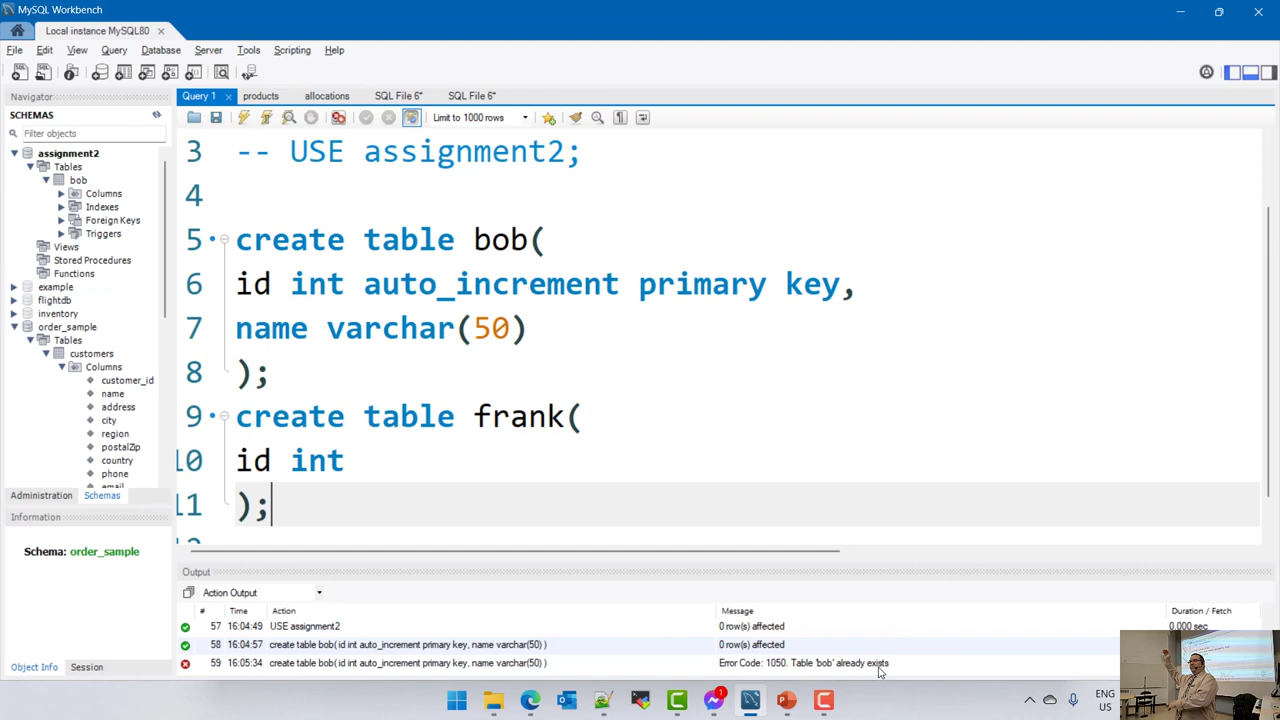 MySQL Workbench
Local instance MySQL80
File Edit View Query Database Server Tools Scripting Help
Navigator
SCHEMAS
Filter objects
assignment2
Tables
bob
Columns
Indexes
Foreign Keys
Triggers
Views
Stored Procedures
Functions
example
flightdb
inventory
order_sample
Tables
customers
Columns
customer_id
name
address
city
region
postalZip
country
phone
email
Administration Schemas
Information
Schema: order_sample
Object Info Session
Query 1 products allocations SQL File 6* SQL File 6*
Limit to 1000 rows
3 -- USE assignment2;
4
5 create table bob(
6 id int auto_increment primary key,
7 name varchar(50)
8 );
9 create table frank(
10 id int
11 );
12
Output
Action Output
# Time Action Message Duration / Fetch
57 16:04:49 USE assignment2 0 row(s) affected 0.000 sec
58 16:04:57 create table bob( id int auto_increment primary key, name varchar(50) ) 0 row(s) affected
59 16:05:34 create table bob( id int auto_increment primary key, name varchar(50) ) Error Code: 1050. Table 'bob' already exists
1
ENG
US